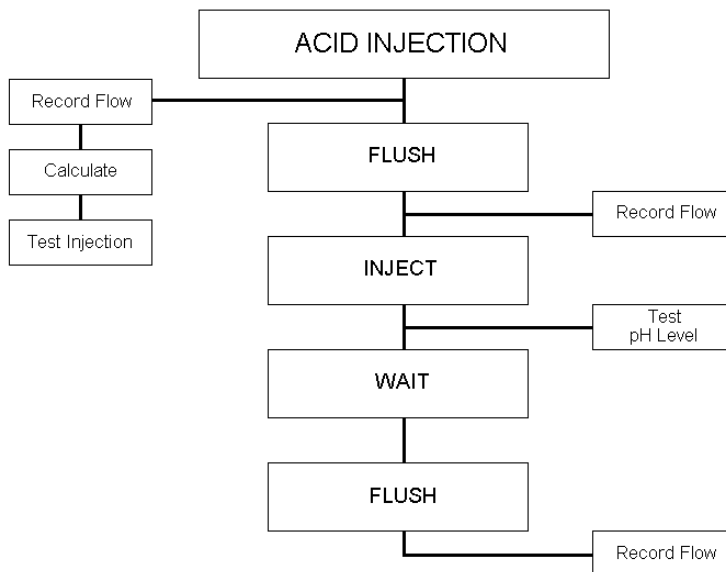 ACID INJECTION
Record Flow
Calculate
Test Injection
FLUSH
Record Flow
INJECT
Test
pH Level
WAIT
FLUSH
Record Flow